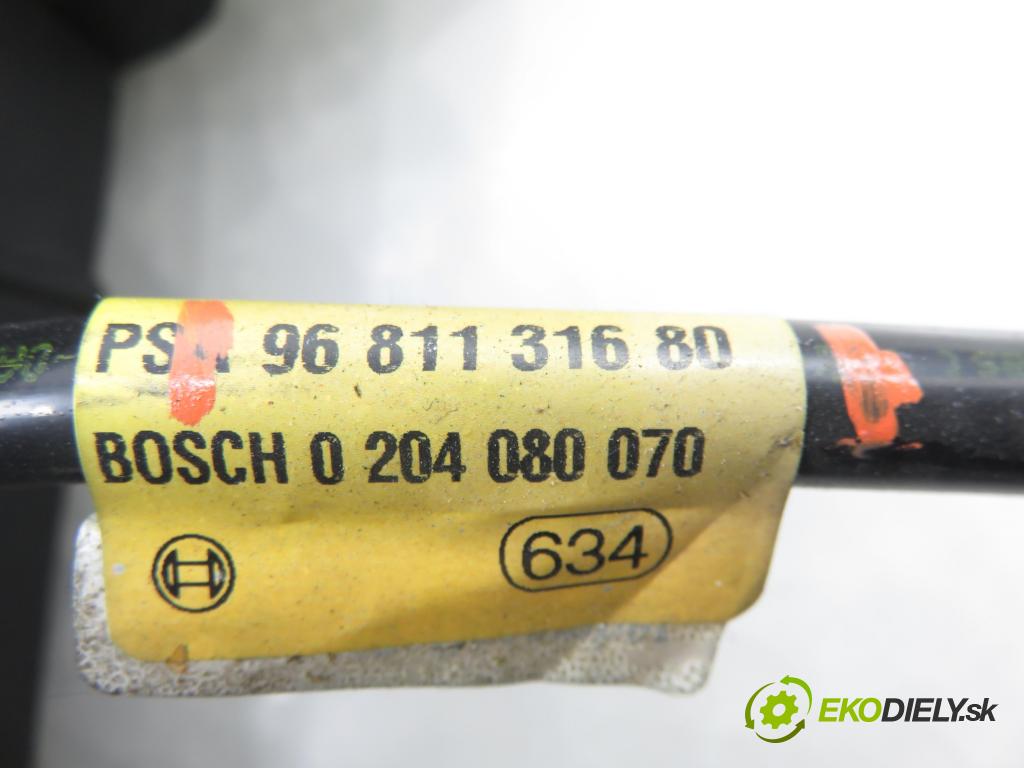 PSA 96 811 316 80
BOSCH 0 204 080 070
634
EKODIELY.sk